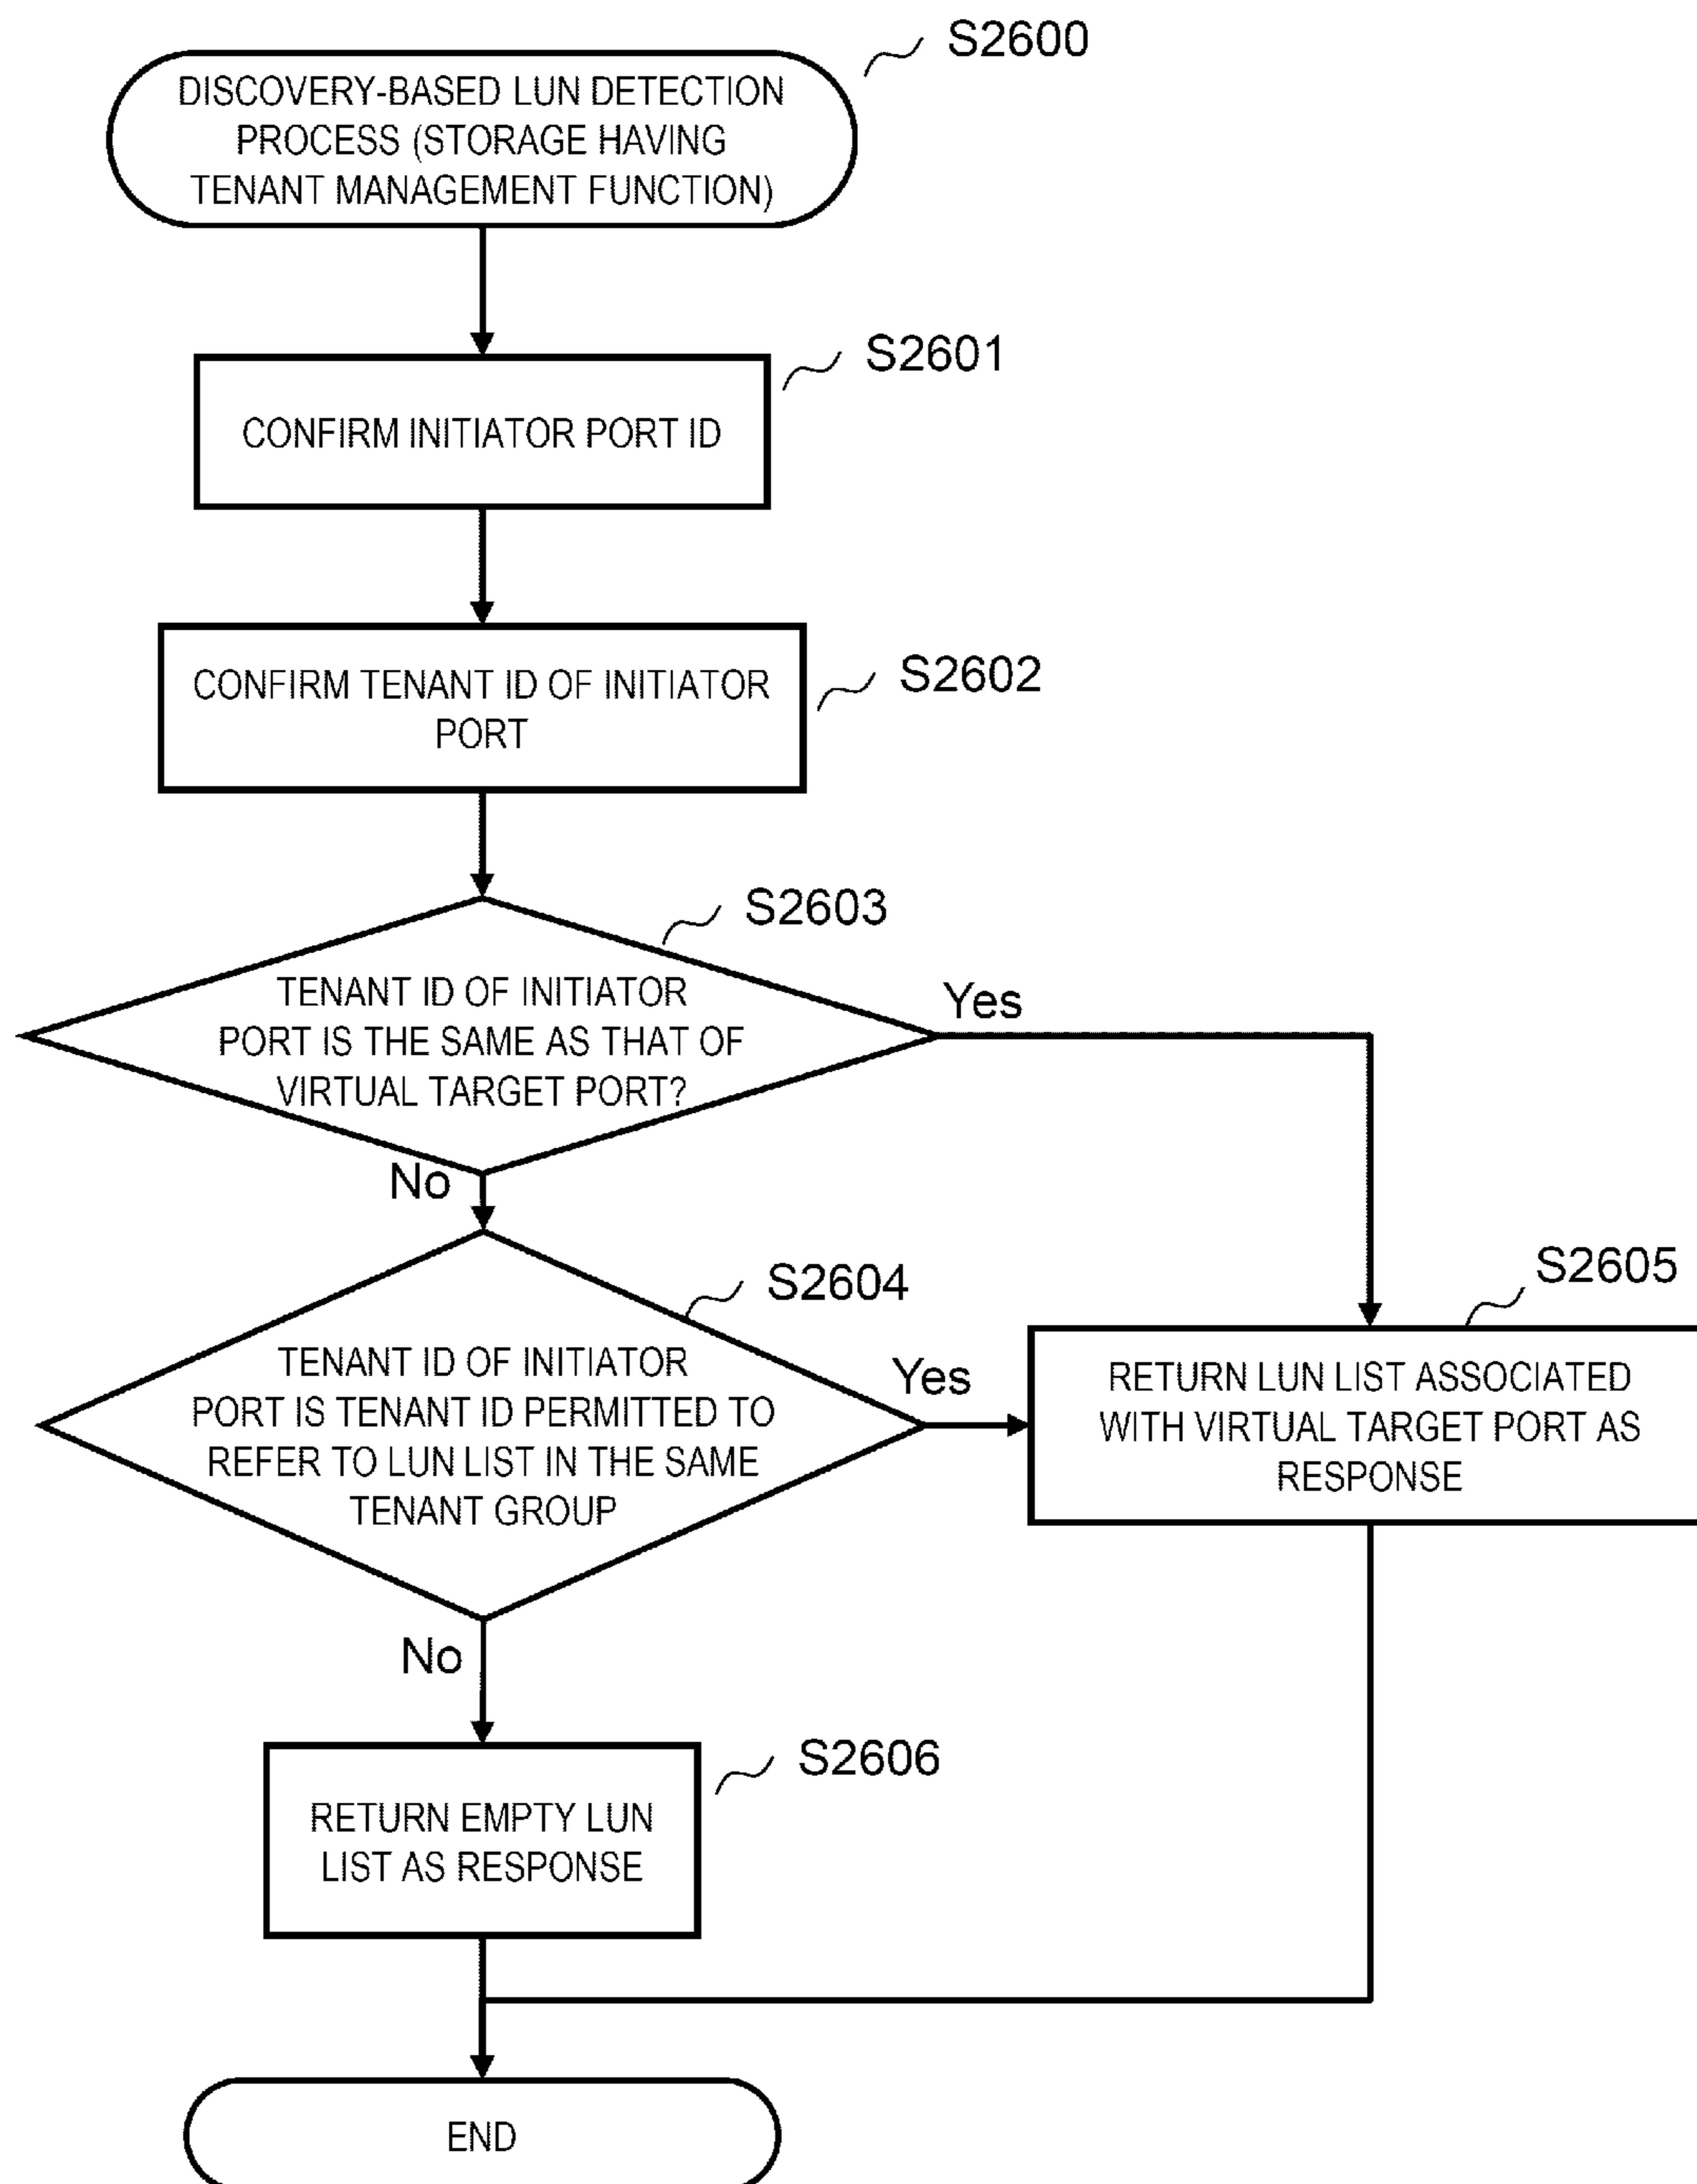 S2600
DISCOVERY-BASED LUN DETECTION
PROCESS (STORAGE HAVING
TENANT MANAGEMENT FUNCTION)
S2601
CONFIRM INITIATOR PORT ID
S2602
CONFIRM TENANT ID OF INITIATOR
PORT
S2603
TENANT ID OF INITIATOR
PORT IS THE SAME AS THAT OF
VIRTUAL TARGET PORT?
Yes
No
S2604
TENANT ID OF INITIATOR
PORT IS TENANT ID PERMITTED TO
REFER TO LUN LIST IN THE SAME
TENANT GROUP
Yes
S2605
RETURN LUN LIST ASSOCIATED
WITH VIRTUAL TARGET PORT AS
RESPONSE
No
S2606
RETURN EMPTY LUN
LIST AS RESPONSE
END